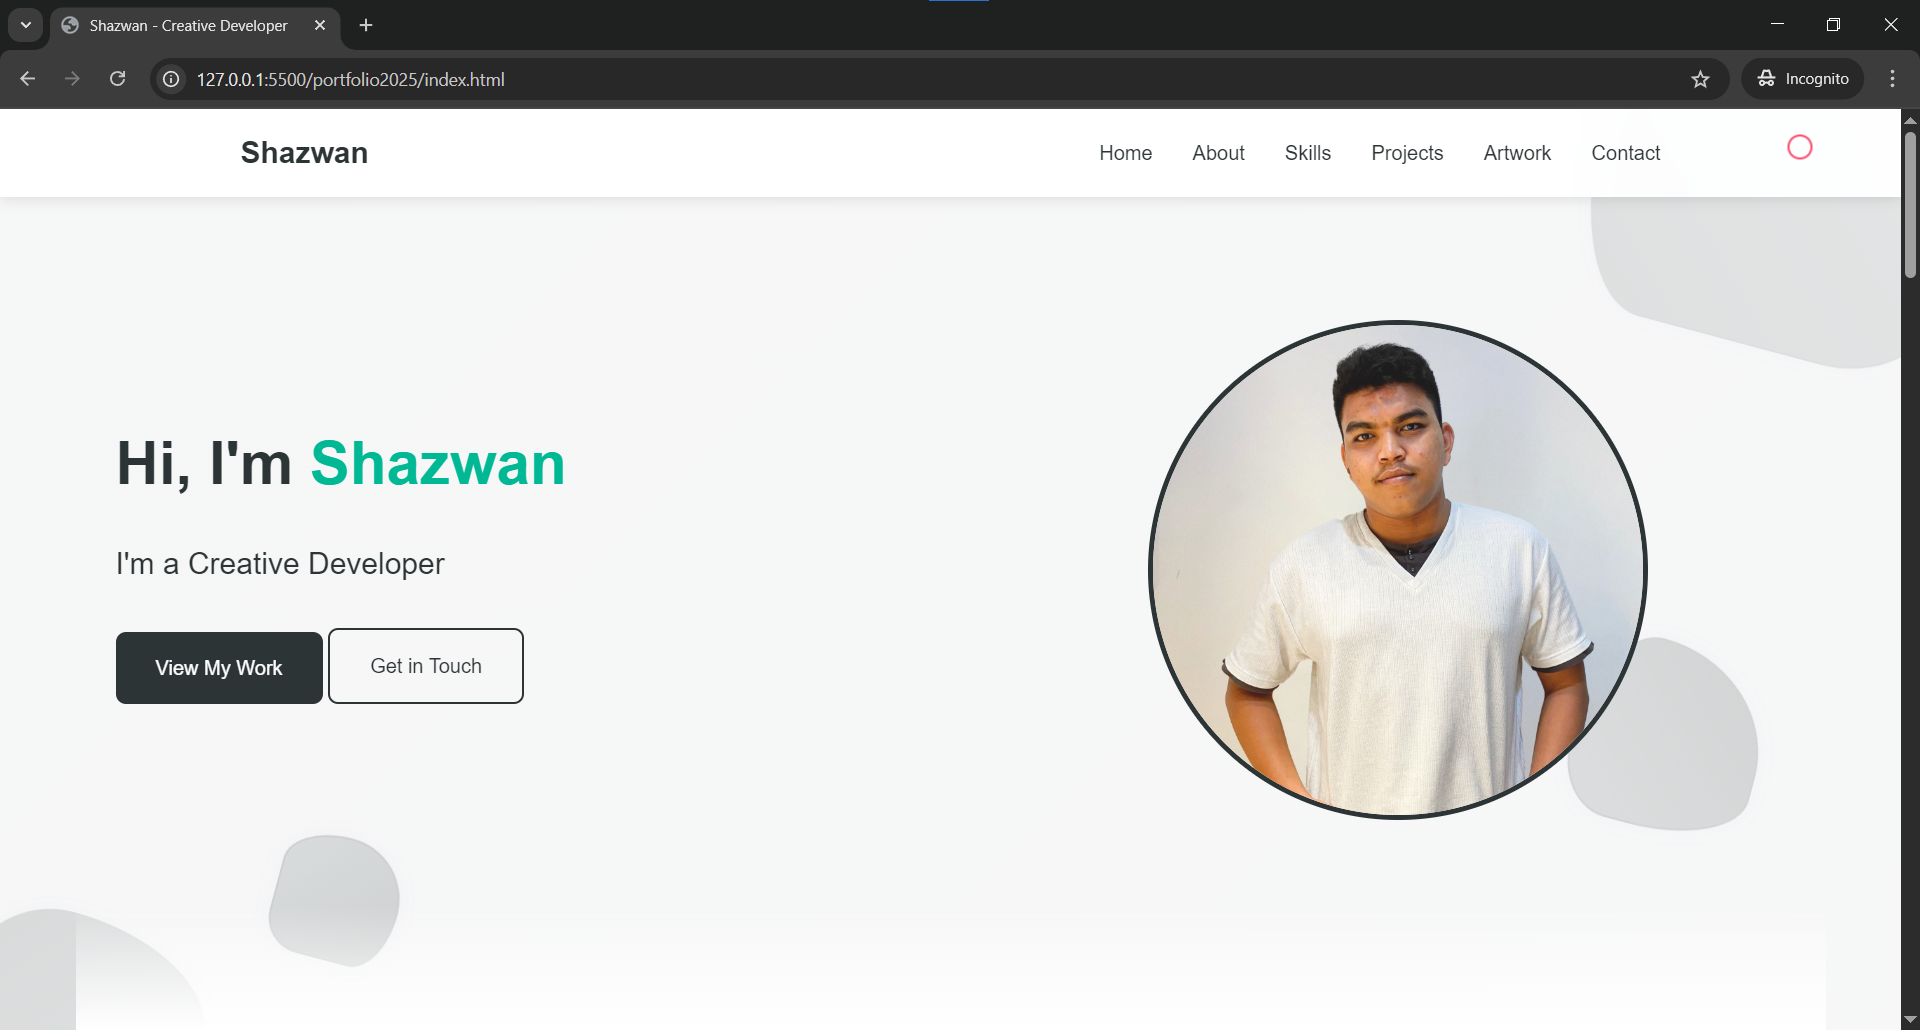 Shazwan - Creative Developer
127.0.0.1:5500/portfolio2025/index.html
Incognito
Shazwan
Home About Skills Projects Artwork Contact
Hi, I'm Shazwan
I'm a Creative Developer
View My Work Get in Touch